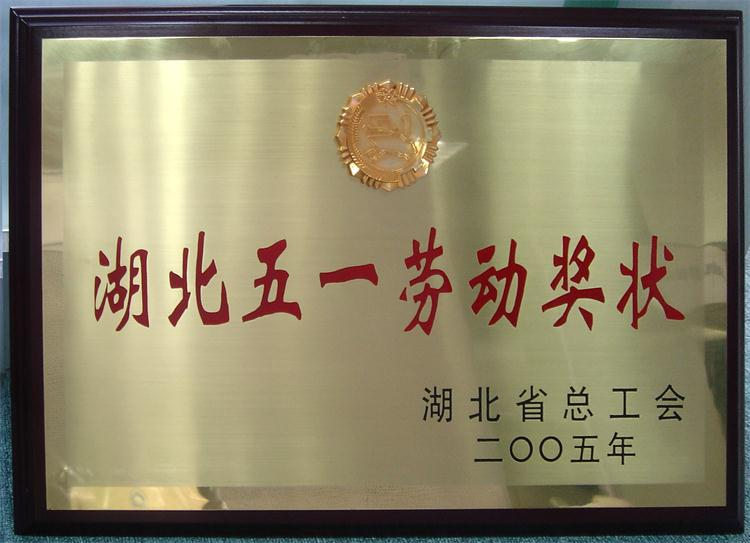 湖北五一劳动奖状
湖北省总工会
二〇〇五年